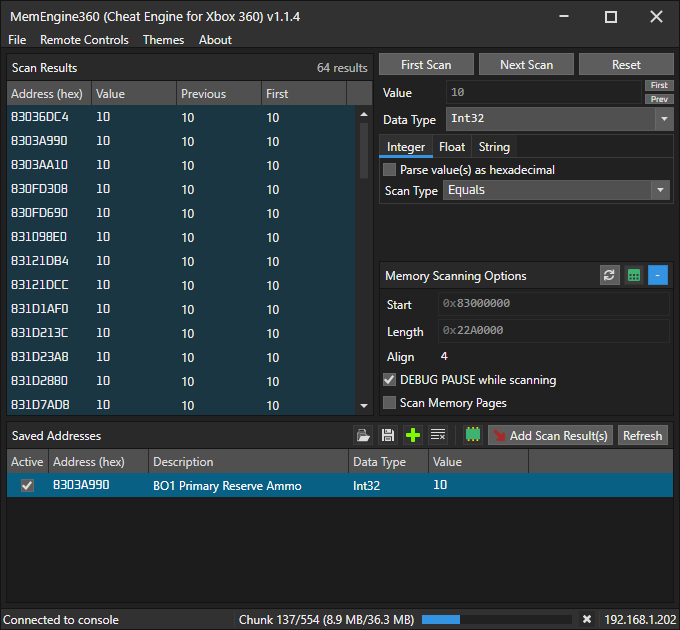 MemEngine360 (Cheat Engine for Xbox 360) v1.1.4
File Remote Controls Themes About
Scan Results 64 results
Address (hex) Value Previous First
83036DC4 10 10 10
8303A990 10 10 10
8303AA10 10 10 10
830FD308 10 10 10
830FD690 10 10 10
831098E0 10 10 10
83121DB4 10 10 10
83121DCC 10 10 10
831D1AF0 10 10 10
831D213C 10 10 10
831D23A8 10 10 10
831D2880 10 10 10
831D7AD8 10 10 10
First Scan Next Scan Reset
Value 10 First
Prev
Data Type Int32
Integer Float String
Parse value(s) as hexadecimal
Scan Type Equals
Memory Scanning Options -
Start 0x83000000
Length 0x22A0000
Align 4
DEBUG PAUSE while scanning
Scan Memory Pages
Saved Addresses Add Scan Result(s) Refresh
Active Address (hex) Description Data Type Value
8303A990 BO1 Primary Reserve Ammo Int32 10
Connected to console Chunk 137/554 (8.9 MB/36.3 MB) 192.168.1.202